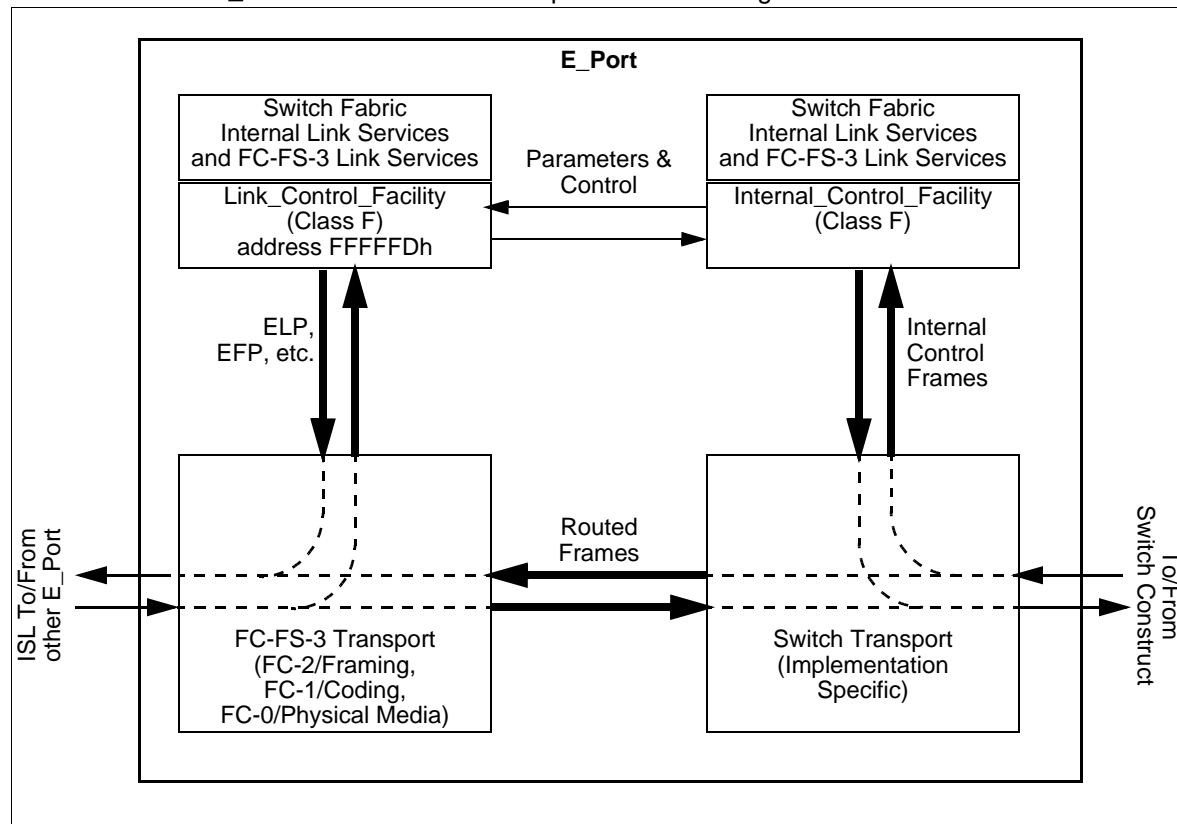 E_Port
Switch Fabric
Internal Link Services
and FC-FS-3 Link Services
Link_Control_Facility
(Class F)
address FFFFFDh
Parameters &
Control
Switch Fabric
Internal Link Services
and FC-FS-3 Link Services
Internal_Control_Facility
(Class F)
ELP,
EFP, etc.
Internal
Control
Frames
ISL To/From
other E_Port
Routed
Frames
To/From
Switch Construct
FC-FS-3 Transport
(FC-2/Framing,
FC-1/Coding,
FC-0/Physical Media)
Switch Transport
(Implementation
Specific)